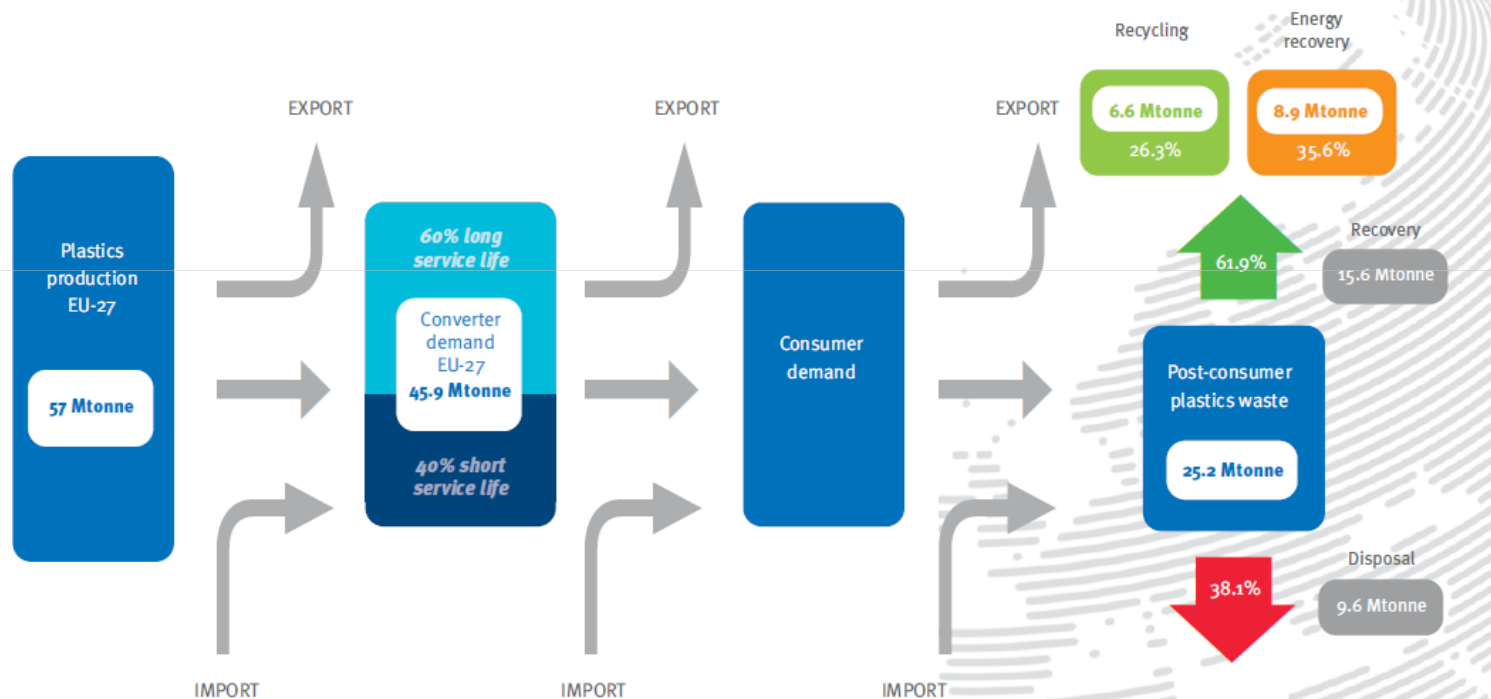 Plastics
production
EU-27
57 Mtonne
EXPORT
IMPORT
60% long
service life
Converter
demand
EU-27
45.9 Mtonne
40% short
service life
EXPORT
IMPORT
Consumer
demand
EXPORT
IMPORT
Recycling
6.6 Mtonne
26.3%
Energy
recovery
8.9 Mtonne
35.6%
61.9%
Recovery
15.6 Mtonne
Post-consumer
plastics waste
25.2 Mtonne
38.1%
Disposal
9.6 Mtonne